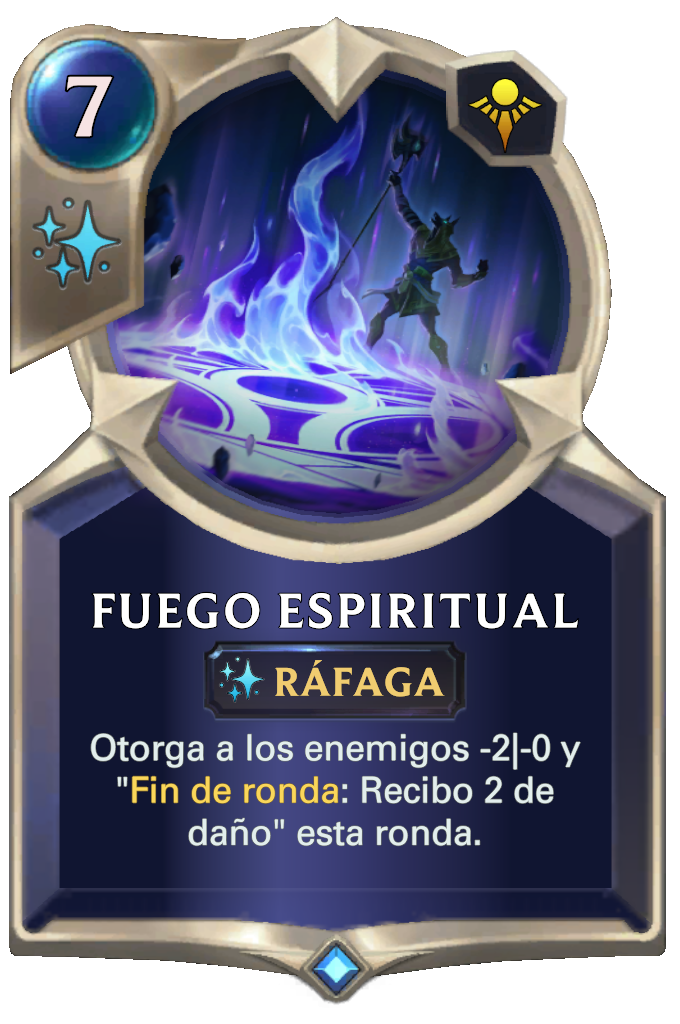 7
FUEGO ESPIRITUAL
RÁFAGA
Otorga a los enemigos -2|-0 y
"Fin de ronda: Recibo 2 de
daño" esta ronda.